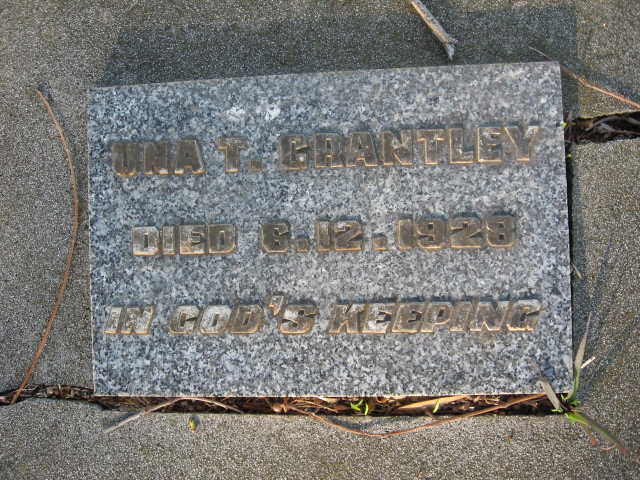 UNA T. GRANTLEY
DIED 6.12.1928
IN GOD'S KEEPING